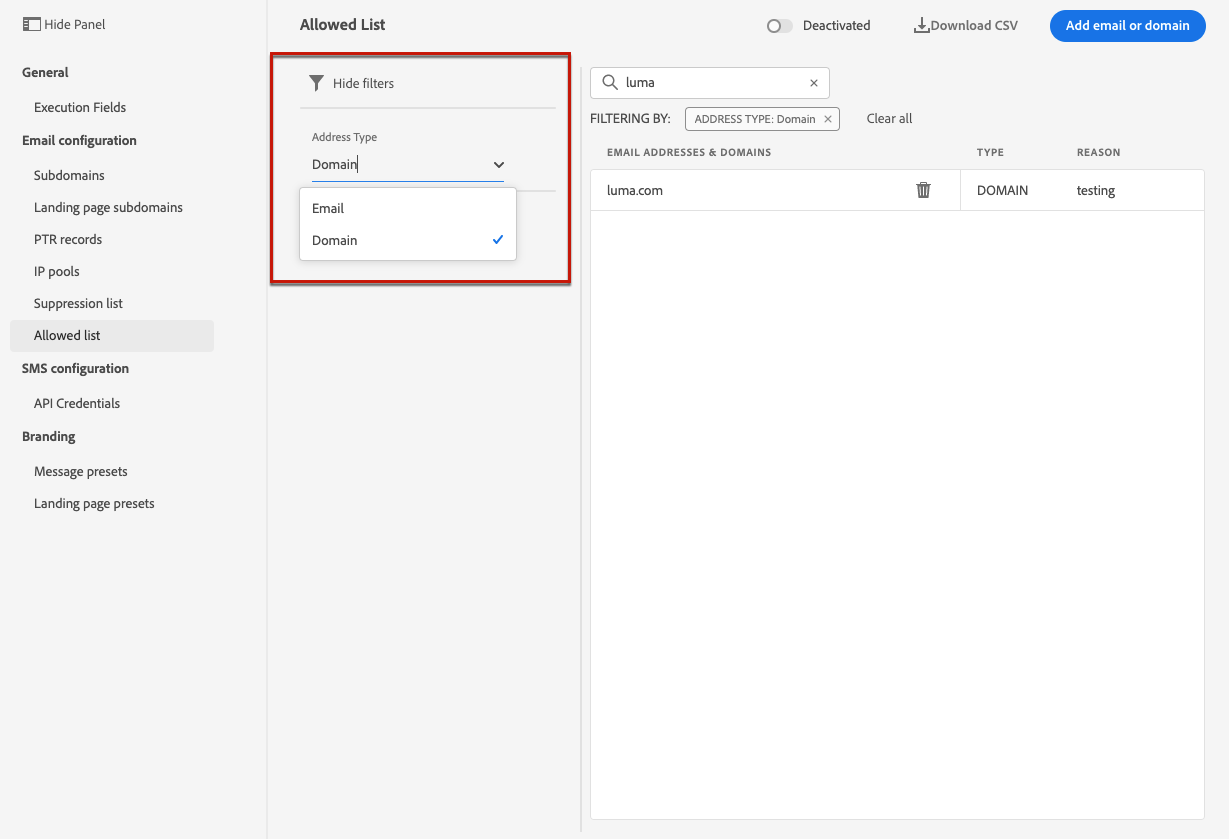 Hide Panel
General
Execution Fields
Email configuration
Subdomains
Landing page subdomains
PTR records
IP pools
Suppression list
Allowed list
SMS configuration
API Credentials
Branding
Message presets
Landing page presets
Allowed List
Deactivated
Download CSV
Add email or domain
Hide filters
Address Type
Domain
Email
Domain
luma
FILTERING BY: ADDRESS TYPE: Domain Clear all
EMAIL ADDRESSES & DOMAINS TYPE REASON
luma.com DOMAIN testing